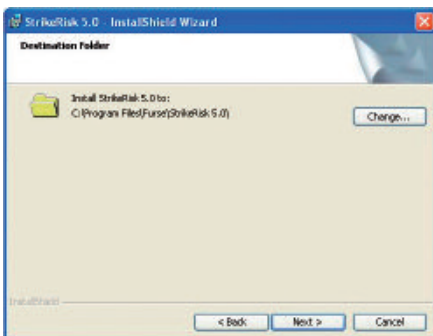 StrikeRisk 5.0 - InstallShield Wizard
Destination Folder
Install StrikeRisk 5.0 to:
C:\Program Files\Furse\StrikeRisk 5.0\
Change...
InstallShield
< Back
Next >
Cancel